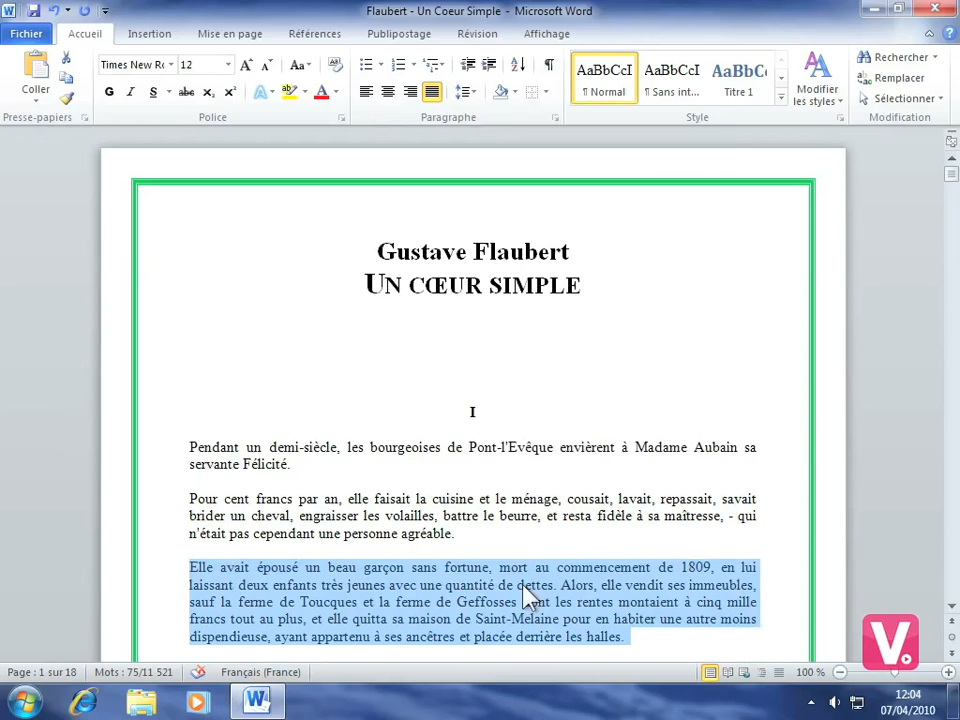 Flaubert - Un Coeur Simple - Microsoft Word
Fichier Accueil Insertion Mise en page Références Publipostage Révision Affichage
Coller
Times New Ro 12
Aa
G I S abc x₂ x² A ab A
AaBbCcI AaBbCcI AaBbC
¶ Normal ¶ Sans int... Titre 1
Modifier les styles
Rechercher
Remplacer
Sélectionner
Presse-papiers Police Paragraphe Style Modification
Gustave Flaubert
UN CŒUR SIMPLE
I
Pendant un demi-siècle, les bourgeoises de Pont-l'Evêque envièrent à Madame Aubain sa
servante Félicité.
Pour cent francs par an, elle faisait la cuisine et le ménage, cousait, lavait, repassait, savait
brider un cheval, engraisser les volailles, battre le beurre, et resta fidèle à sa maîtresse, - qui
n'était pas cependant une personne agréable.
Elle avait épousé un beau garçon sans fortune, mort au commencement de 1809, en lui
laissant deux enfants très jeunes avec une quantité de dettes. Alors, elle vendit ses immeubles,
sauf la ferme de Toucques et la ferme de Geffosses dont les rentes montaient à cinq mille
francs tout au plus, et elle quitta sa maison de Saint-Melaine pour en habiter une autre moins
dispendieuse, ayant appartenu à ses ancêtres et placée derrière les halles.
V
Page : 1 sur 18 Mots : 75/11 521 Français (France) 100 %
12:04
07/04/2010